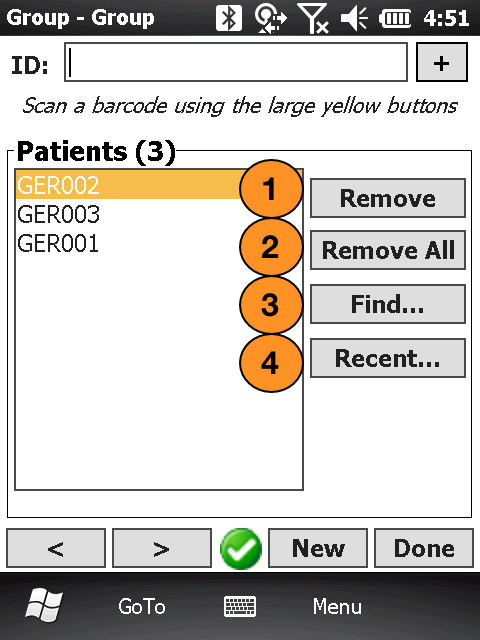 Group - Group 4:51
ID: +
Scan a barcode using the large yellow buttons
Patients (3)
GER002
GER003
GER001
1 Remove
2 Remove All
3 Find...
4 Recent...
< > New Done
GoTo Menu